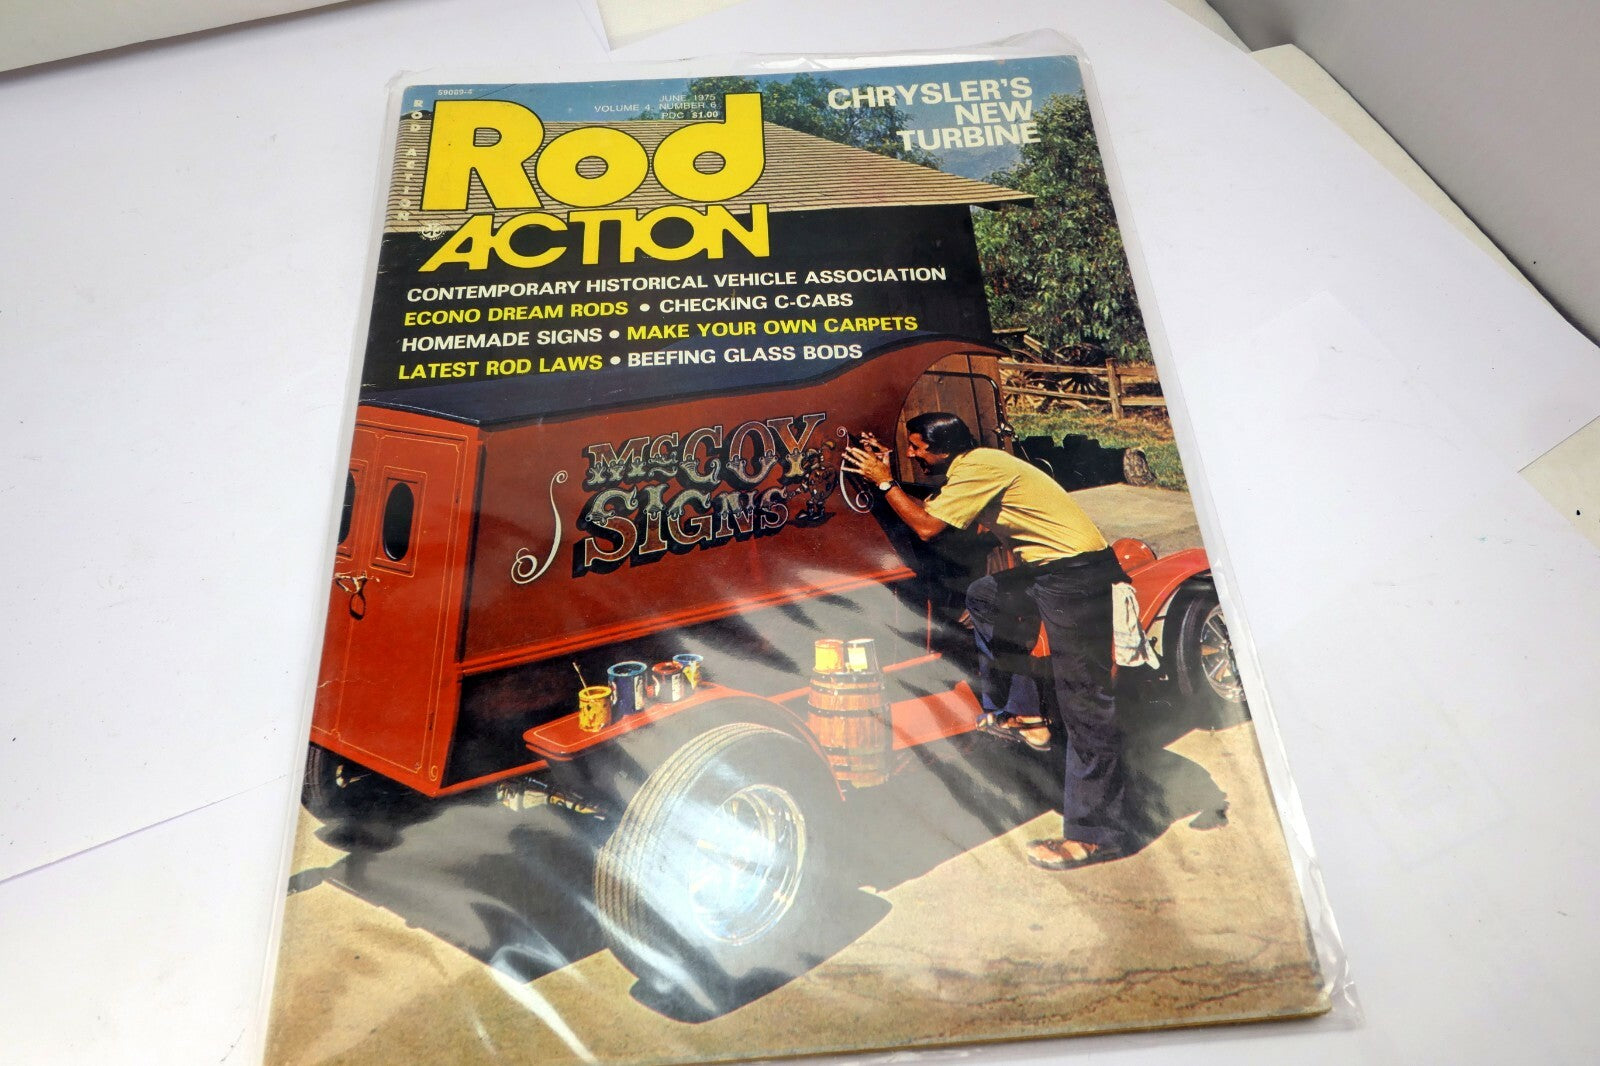 59089-4
JUNE 1975
VOLUME 4, NUMBER 6
PDC $1.00
ROD ACTION
Rod
ACTION
CHRYSLER'S
NEW
TURBINE
CONTEMPORARY HISTORICAL VEHICLE ASSOCIATION
ECONO DREAM RODS • CHECKING C-CABS
HOMEMADE SIGNS • MAKE YOUR OWN CARPETS
LATEST ROD LAWS • BEEFING GLASS BODS
McCOY
SIGNS